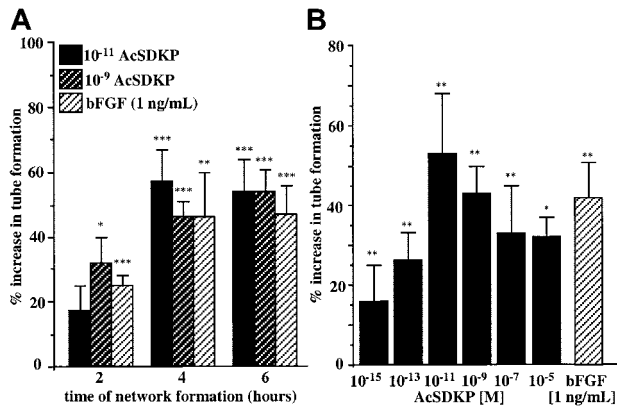 A
10⁻¹¹ AcSDKP
10⁻⁹ AcSDKP
bFGF (1 ng/mL)
% increase in tube formation
100
80
60
40
20
0
*
***
***
***
**
***
***
***
2 4 6
time of network formation (hours)
B
% increase in tube formation
80
60
40
20
0
**
**
**
**
**
*
**
10⁻¹⁵ 10⁻¹³ 10⁻¹¹ 10⁻⁹ 10⁻⁷ 10⁻⁵ bFGF
AcSDKP [M] [1 ng/mL]